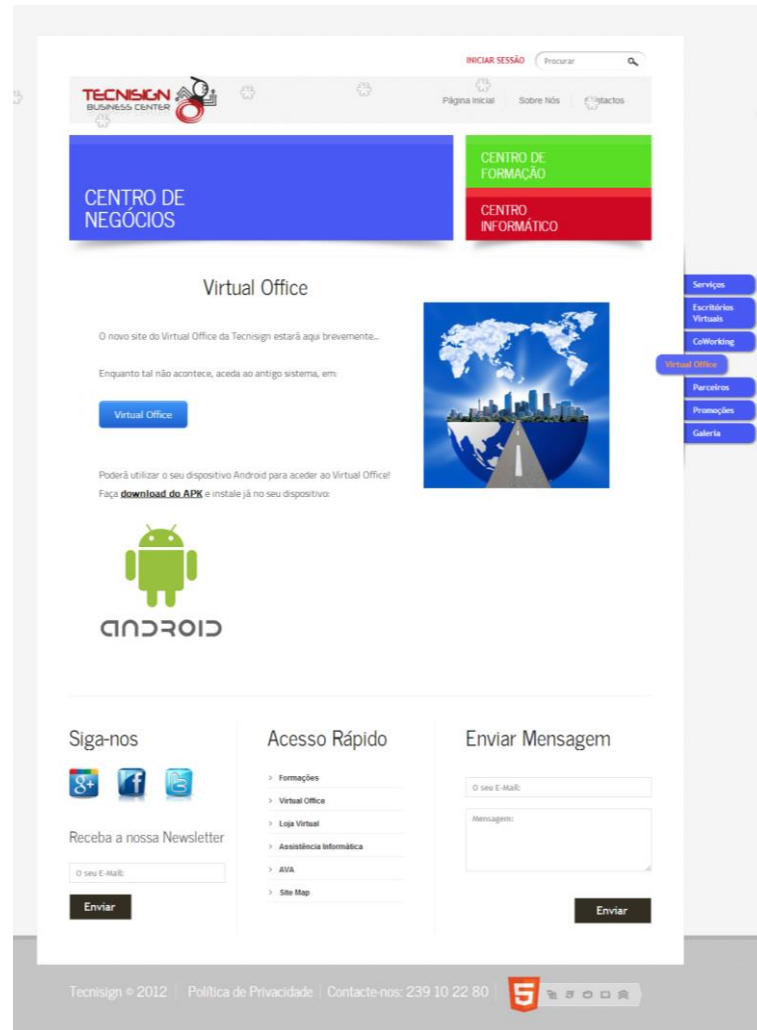 INICIAR SESSÃO
Procurar
TECNISIGN
BUSINESS CENTER
Página Inicial
Sobre Nós
Contactos
CENTRO DE
NEGÓCIOS
CENTRO DE
FORMAÇÃO
CENTRO
INFORMÁTICO
Virtual Office
O novo site do Virtual Office da Tecnisign estará aqui brevemente...
Enquanto tal não acontece, aceda ao antigo sistema, em:
Virtual Office
Poderá utilizar o seu dispositivo Android para aceder ao Virtual Office!
Faça download do APK e instale já no seu dispositivo:
ANDROID
Serviços
Escritórios
Virtuais
CoWorking
Virtual Office
Parceiros
Promoções
Galeria
Siga-nos
8+
f
t
Receba a nossa Newsletter
O seu E-Mail:
Enviar
Acesso Rápido
> Formações
> Virtual Office
> Loja Virtual
> Assistência Informática
> AVA
> Site Map
Enviar Mensagem
O seu E-Mail:
Mensagem:
Enviar
Tecnisign © 2012 | Política de Privacidade | Contacte-nos: 239 10 22 80
5